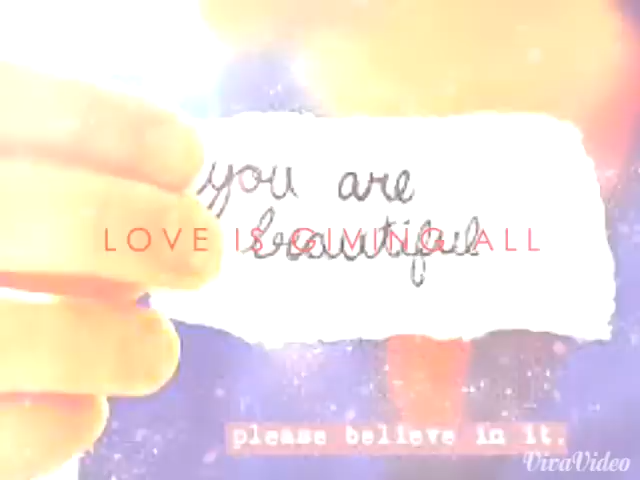 you are
beautiful
LOVE IS GIVING ALL
please believe in it.
VivaVideo